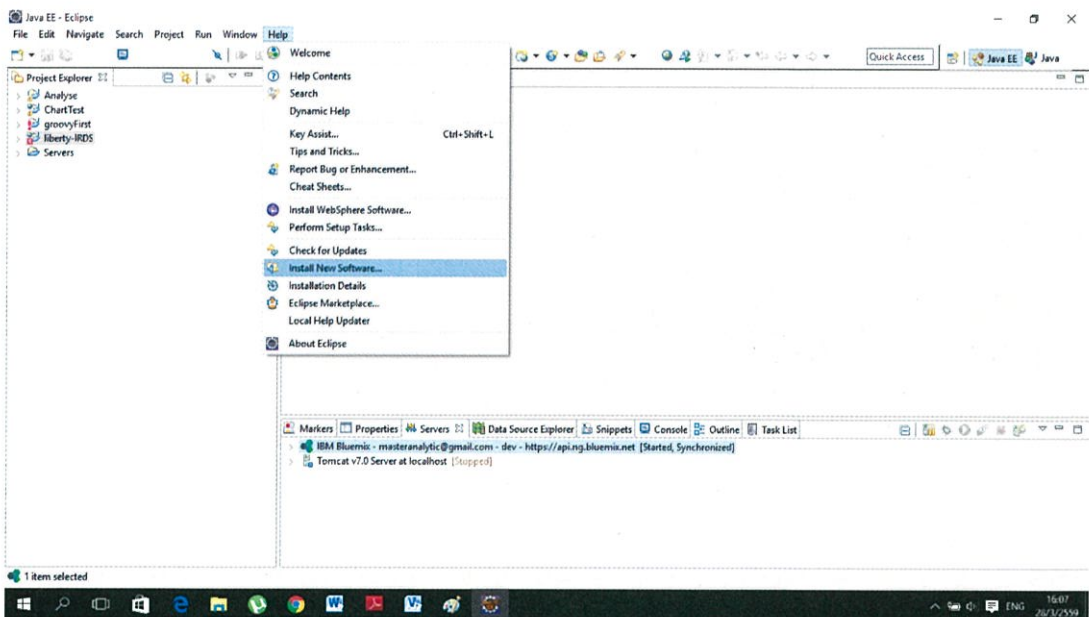 Java EE - Eclipse
File Edit Navigate Search Project Run Window Help
Quick Access
Java EE
Java
Project Explorer
Analyse
ChartTest
groovyFirst
liberty-IRDS
Servers
Welcome
Help Contents
Search
Dynamic Help
Key Assist... Ctrl+Shift+L
Tips and Tricks...
Report Bug or Enhancement...
Cheat Sheets...
Install WebSphere Software...
Perform Setup Tasks...
Check for Updates
Install New Software...
Installation Details
Eclipse Marketplace...
Local Help Updater
About Eclipse
Markers Properties Servers Data Source Explorer Snippets Console Outline Task List
IBM Bluemix - masteranalytic@gmail.com - dev - https://api.ng.bluemix.net [Started, Synchronized]
Tomcat v7.0 Server at localhost [Stopped]
1 item selected
ENG
16:07
28/3/2559